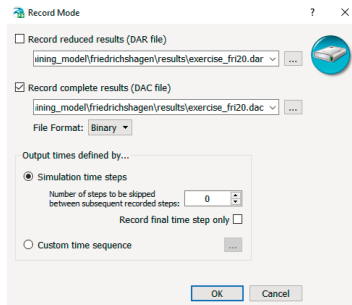 Record Mode
?
Record reduced results (DAR file)
ining_model\friedrichshagen\results\exercise_fri20.dar
...
Record complete results (DAC file)
ining_model\friedrichshagen\results\exercise_fri20.dac
...
File Format: Binary
Output times defined by...
Simulation time steps
Number of steps to be skipped
between subsequent recorded steps: 0
Record final time step only
Custom time sequence
...
OK Cancel